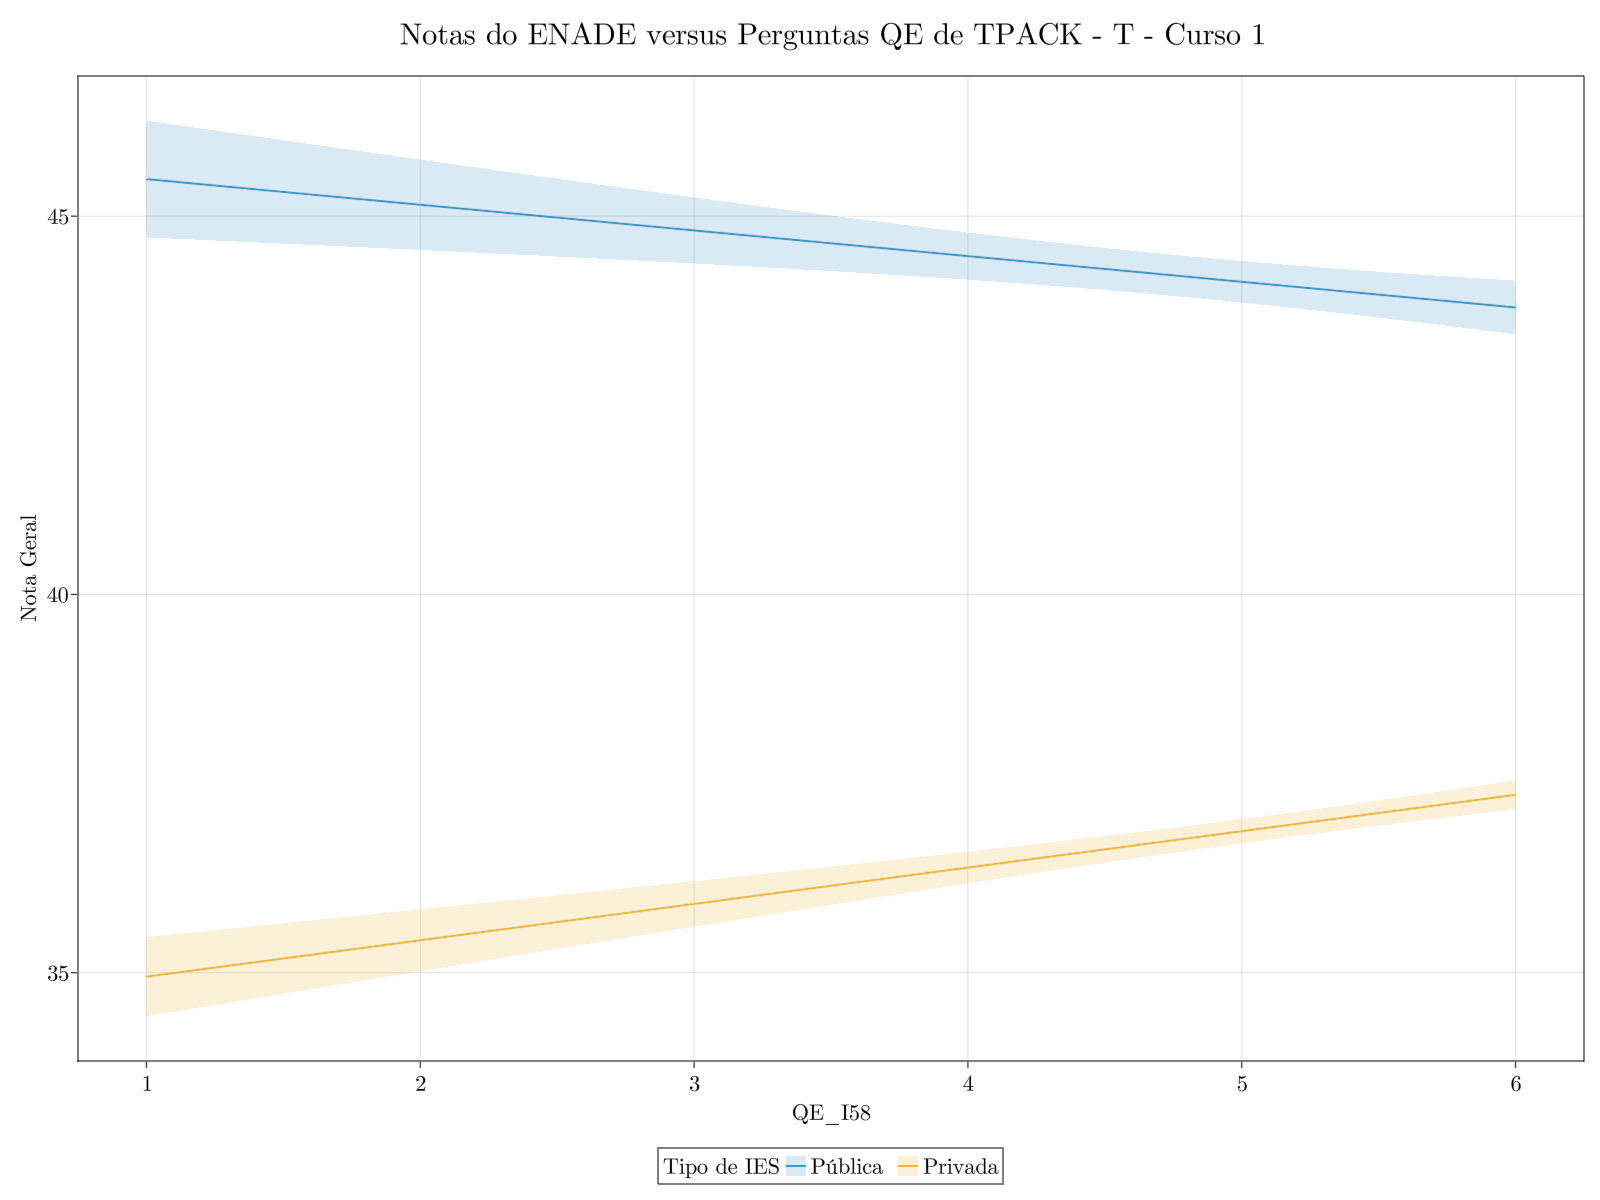 Notas do ENADE versus Perguntas QE de TPACK - T - Curso 1
Nota Geral
45
40
35
1 2 3 4 5 6
QE_I58
Tipo de IES Pública Privada